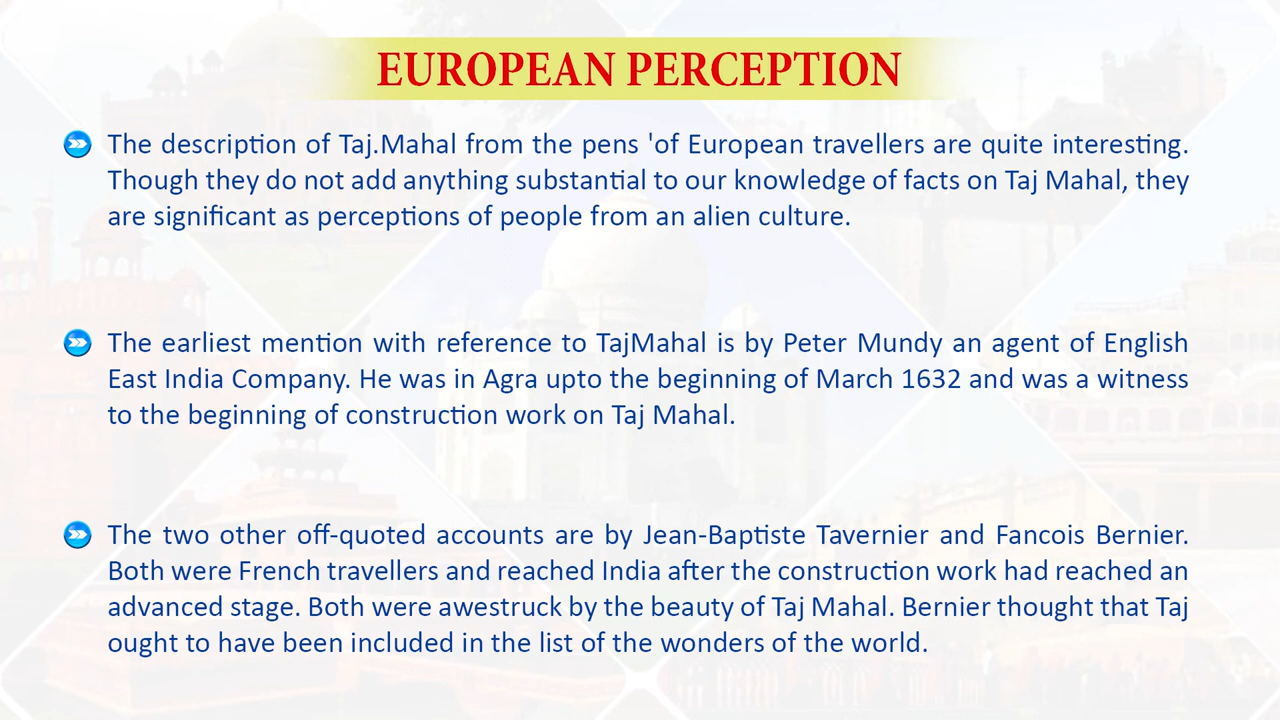 EUROPEAN PERCEPTION
The description of Taj.Mahal from the pens 'of European travellers are quite interesting.
Though they do not add anything substantial to our knowledge of facts on Taj Mahal, they
are significant as perceptions of people from an alien culture.
The earliest mention with reference to TajMahal is by Peter Mundy an agent of English
East India Company. He was in Agra upto the beginning of March 1632 and was a witness
to the beginning of construction work on Taj Mahal.
The two other off-quoted accounts are by Jean-Baptiste Tavernier and Fancois Bernier.
Both were French travellers and reached India after the construction work had reached an
advanced stage. Both were awestruck by the beauty of Taj Mahal. Bernier thought that Taj
ought to have been included in the list of the wonders of the world.